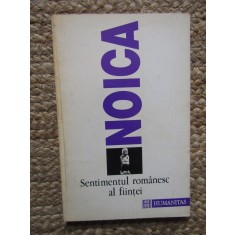 NOICA
Sentimentul românesc
al ființei
HUMANITAS